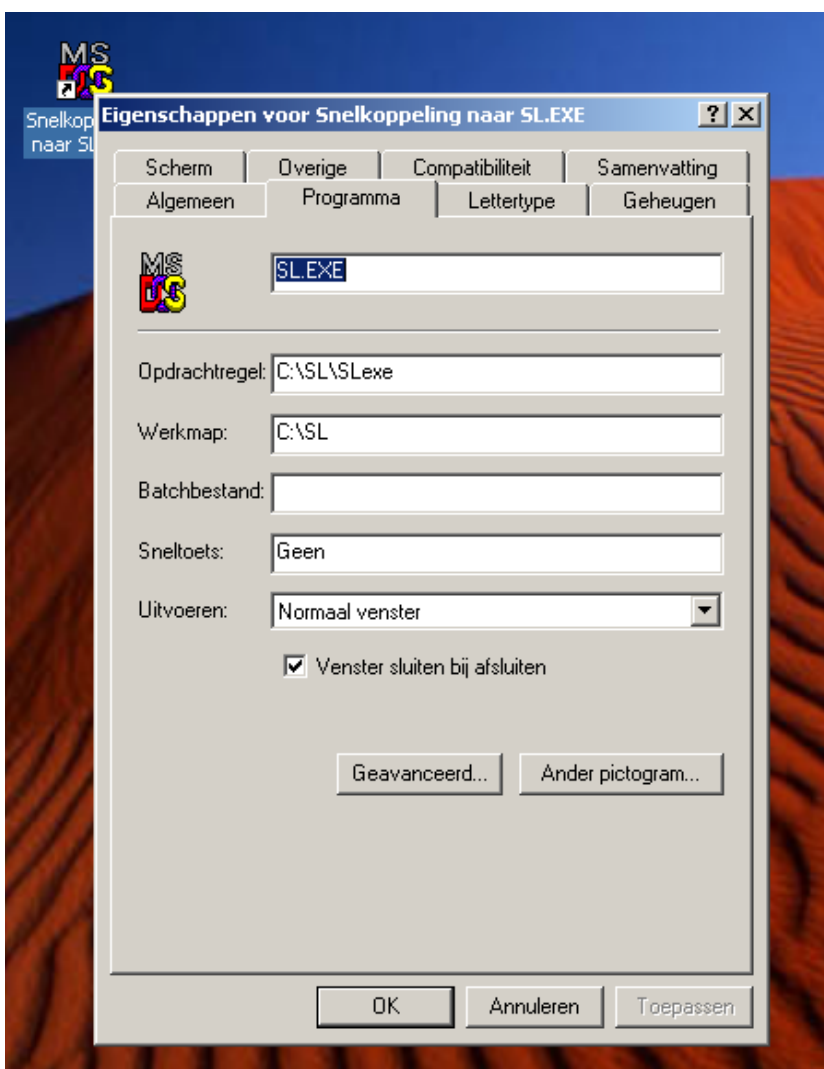 MS
DOS
Snelkop
naar SL
Eigenschappen voor Snelkoppeling naar SL.EXE
Scherm Overige Compatibiliteit Samenvatting
Algemeen Programma Lettertype Geheugen
MS
DOS
SL.EXE
Opdrachtregel: C:\SL\SLexe
Werkmap: C:\SL
Batchbestand:
Sneltoets: Geen
Uitvoeren: Normaal venster
Venster sluiten bij afsluiten
Geavanceerd... Ander pictogram...
OK Annuleren Toepassen